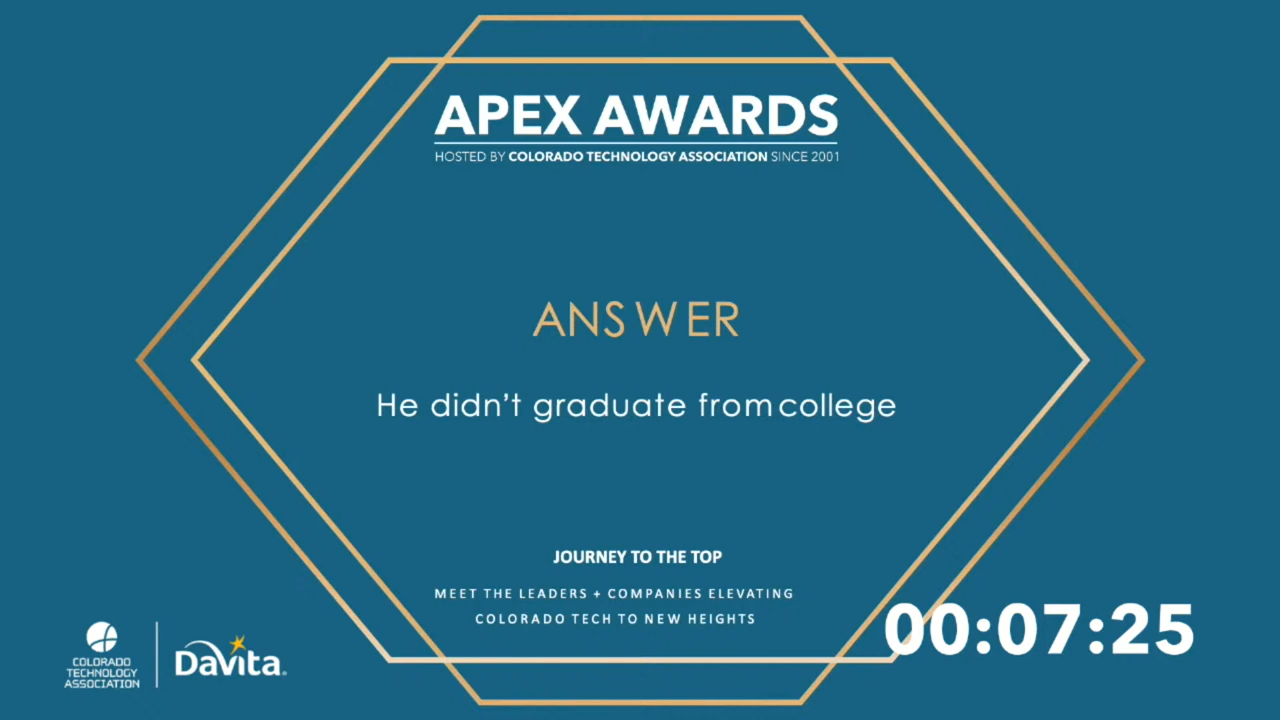 APEX AWARDS
HOSTED BY COLORADO TECHNOLOGY ASSOCIATION SINCE 2001
ANSWER
He didn't graduate from college
JOURNEY TO THE TOP
MEET THE LEADERS + COMPANIES ELEVATING
COLORADO TECH TO NEW HEIGHTS
00:07:25
COLORADO
TECHNOLOGY
ASSOCIATION
DaVita.